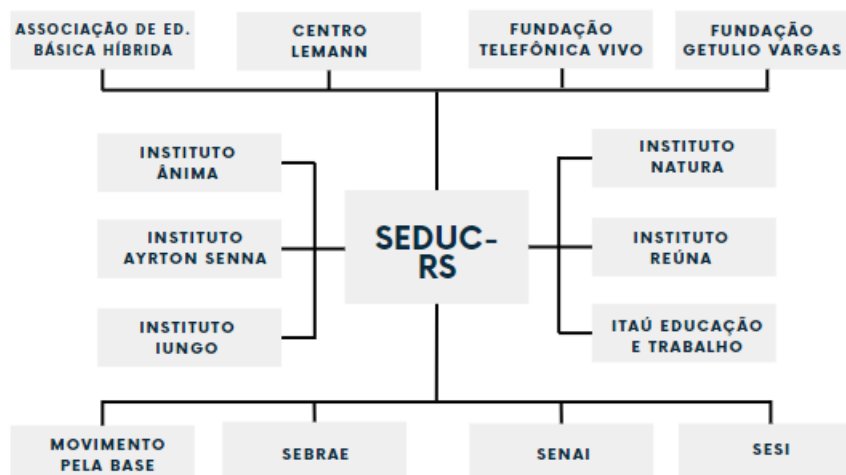 ASSOCIAÇÃO DE ED.
BÁSICA HÍBRIDA
CENTRO
LEMANN
FUNDAÇÃO
TELEFÔNICA VIVO
FUNDAÇÃO
GETULIO VARGAS
INSTITUTO
ÂNIMA
INSTITUTO
NATURA
SEDUC-
RS
INSTITUTO
AYRTON SENNA
INSTITUTO
REÚNA
INSTITUTO
IUNGO
ITAÚ EDUCAÇÃO
E TRABALHO
MOVIMENTO
PELA BASE
SEBRAE
SENAI
SESI